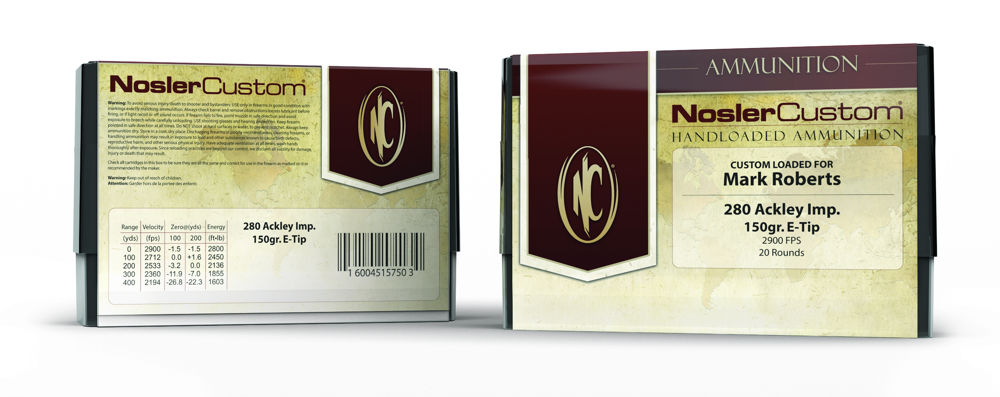 NoslerCustom®
Warning: To avoid serious injury/death to shooter and bystanders: USE only in firearms in good condition with
markings exactly matching ammunition. Always check barrel and remove obstructions/excess lubricant before
firing, or if light recoil or off sound occurs. If firearm fails to fire, point muzzle in safe direction and avoid
exposure to breech while carefully unloading. USE shooting glasses and hearing protection. Keep firearm
pointed in safe direction at all times. Do NOT shoot at hard surfaces or water, to prevent ricochet. Always keep
ammunition dry. Store in a cool, dry place. Discharging firearms in poorly ventilated areas, cleaning firearms, or
handling ammunition may result in exposure to lead and other substances known to cause birth defects,
reproductive harm, and other serious physical injury. Have adequate ventilation at all times, wash hands
thoroughly after exposure. Since reloading practices are beyond our control, we disclaim all liability for damage,
injury or death that may result.
Check all cartridges in this box to be sure they are all the same and correct for use in the firearm as marked on it or
recommended by the maker.
Warning: Keep out of reach of children.
Attention: Garder hors de la portee des enfants
NC®
Range Velocity Zero@(yds) Energy
(yds) (fps) 100 200 (ft•lb)
0 2900 -1.5 -1.5 2800
100 2712 0.0 +1.6 2450
200 2533 -3.2 0.0 2136
300 2360 -11.9 -7.0 1855
400 2194 -26.8 -22.3 1603
280 Ackley Imp.
150gr. E-Tip
1 6004515750 3
NC®
AMMUNITION
NoslerCustom®
HANDLOADED AMMUNITION
CUSTOM LOADED FOR
Mark Roberts
280 Ackley Imp.
150gr. E-Tip
2900 FPS
20 Rounds